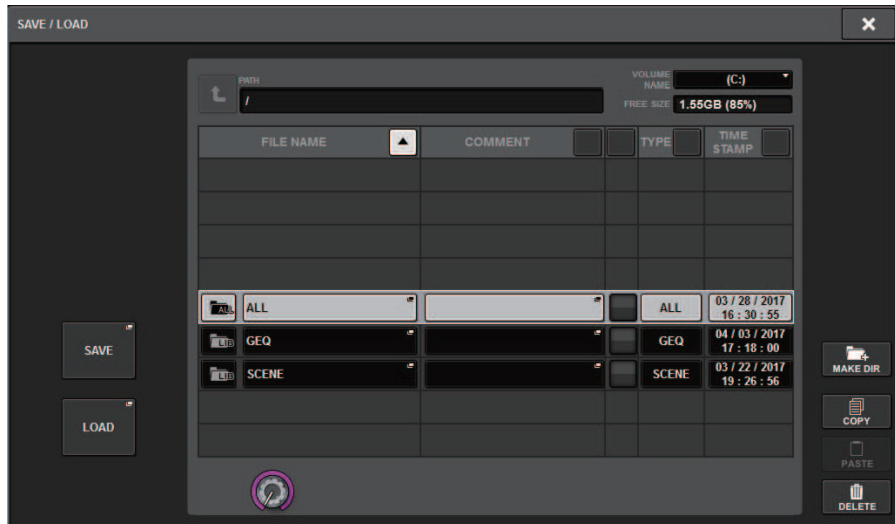 SAVE / LOAD
PATH
/
VOLUME NAME
(C:)
FREE SIZE
1.55GB (85%)
FILE NAME
COMMENT
TYPE
TIME STAMP
ALL
ALL
ALL
03 / 28 / 2017
16 : 30 : 55
LIB
GEQ
GEQ
04 / 03 / 2017
17 : 18 : 00
LIB
SCENE
SCENE
03 / 22 / 2017
19 : 26 : 56
SAVE
LOAD
MAKE DIR
COPY
PASTE
DELETE